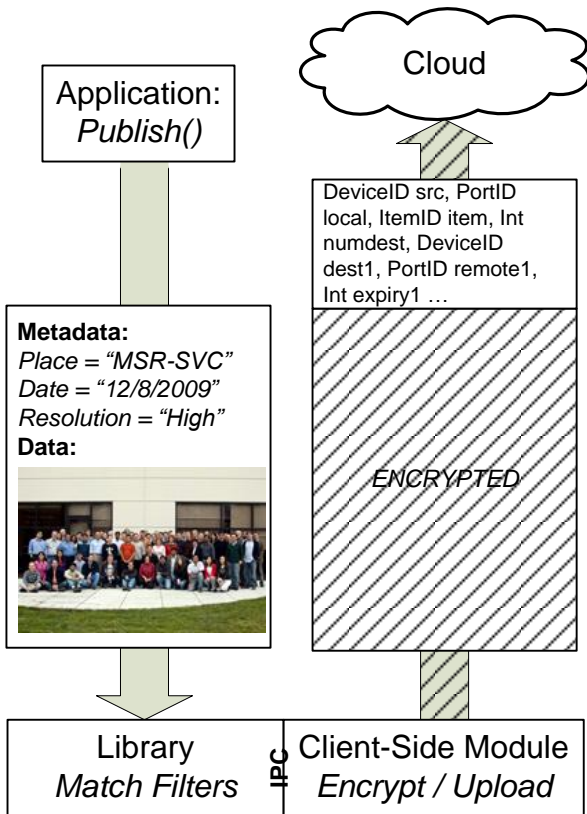 Application:
Publish()
Metadata:
Place = “MSR-SVC”
Date = “12/8/2009”
Resolution = “High”
Data:
Library
Match Filters
IPC
Cloud
DeviceID src, PortID
local, ItemID item, Int
numdest, DeviceID
dest1, PortID remote1,
Int expiry1 …
ENCRYPTED
Client-Side Module
Encrypt / Upload